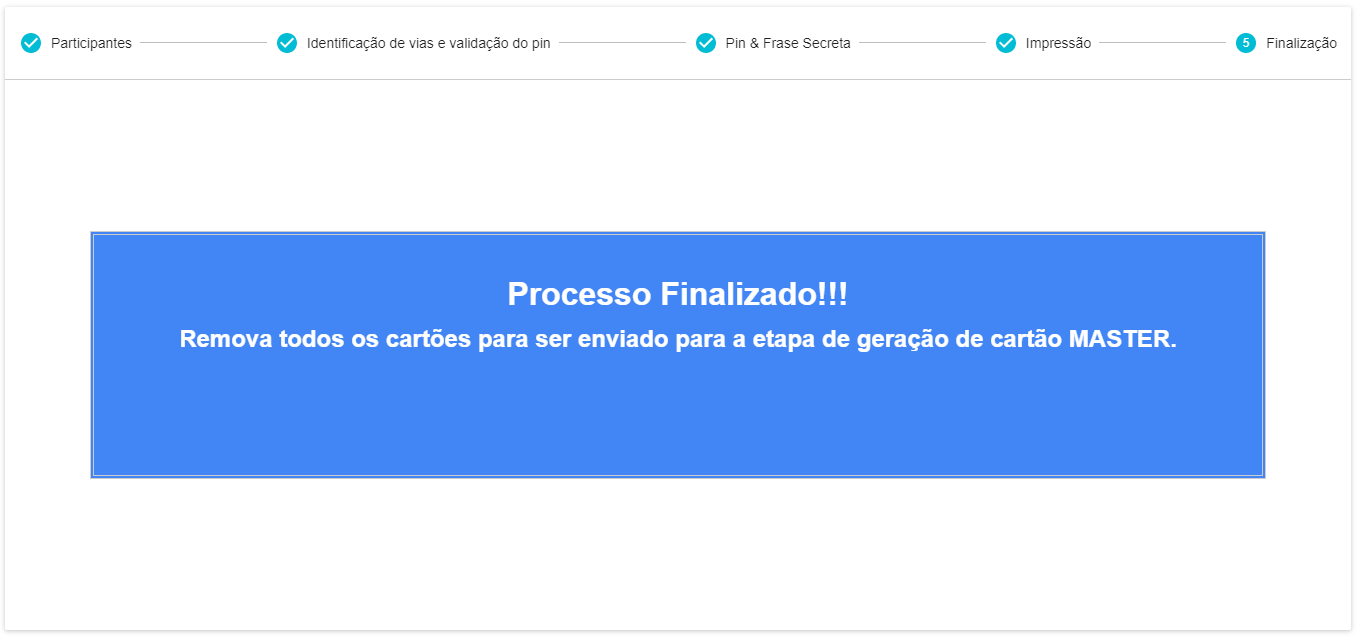 Participantes
Identificação de vias e validação do pin
Pin & Frase Secreta
Impressão
5 Finalização
Processo Finalizado!!!
Remova todos os cartões para ser enviado para a etapa de geração de cartão MASTER.